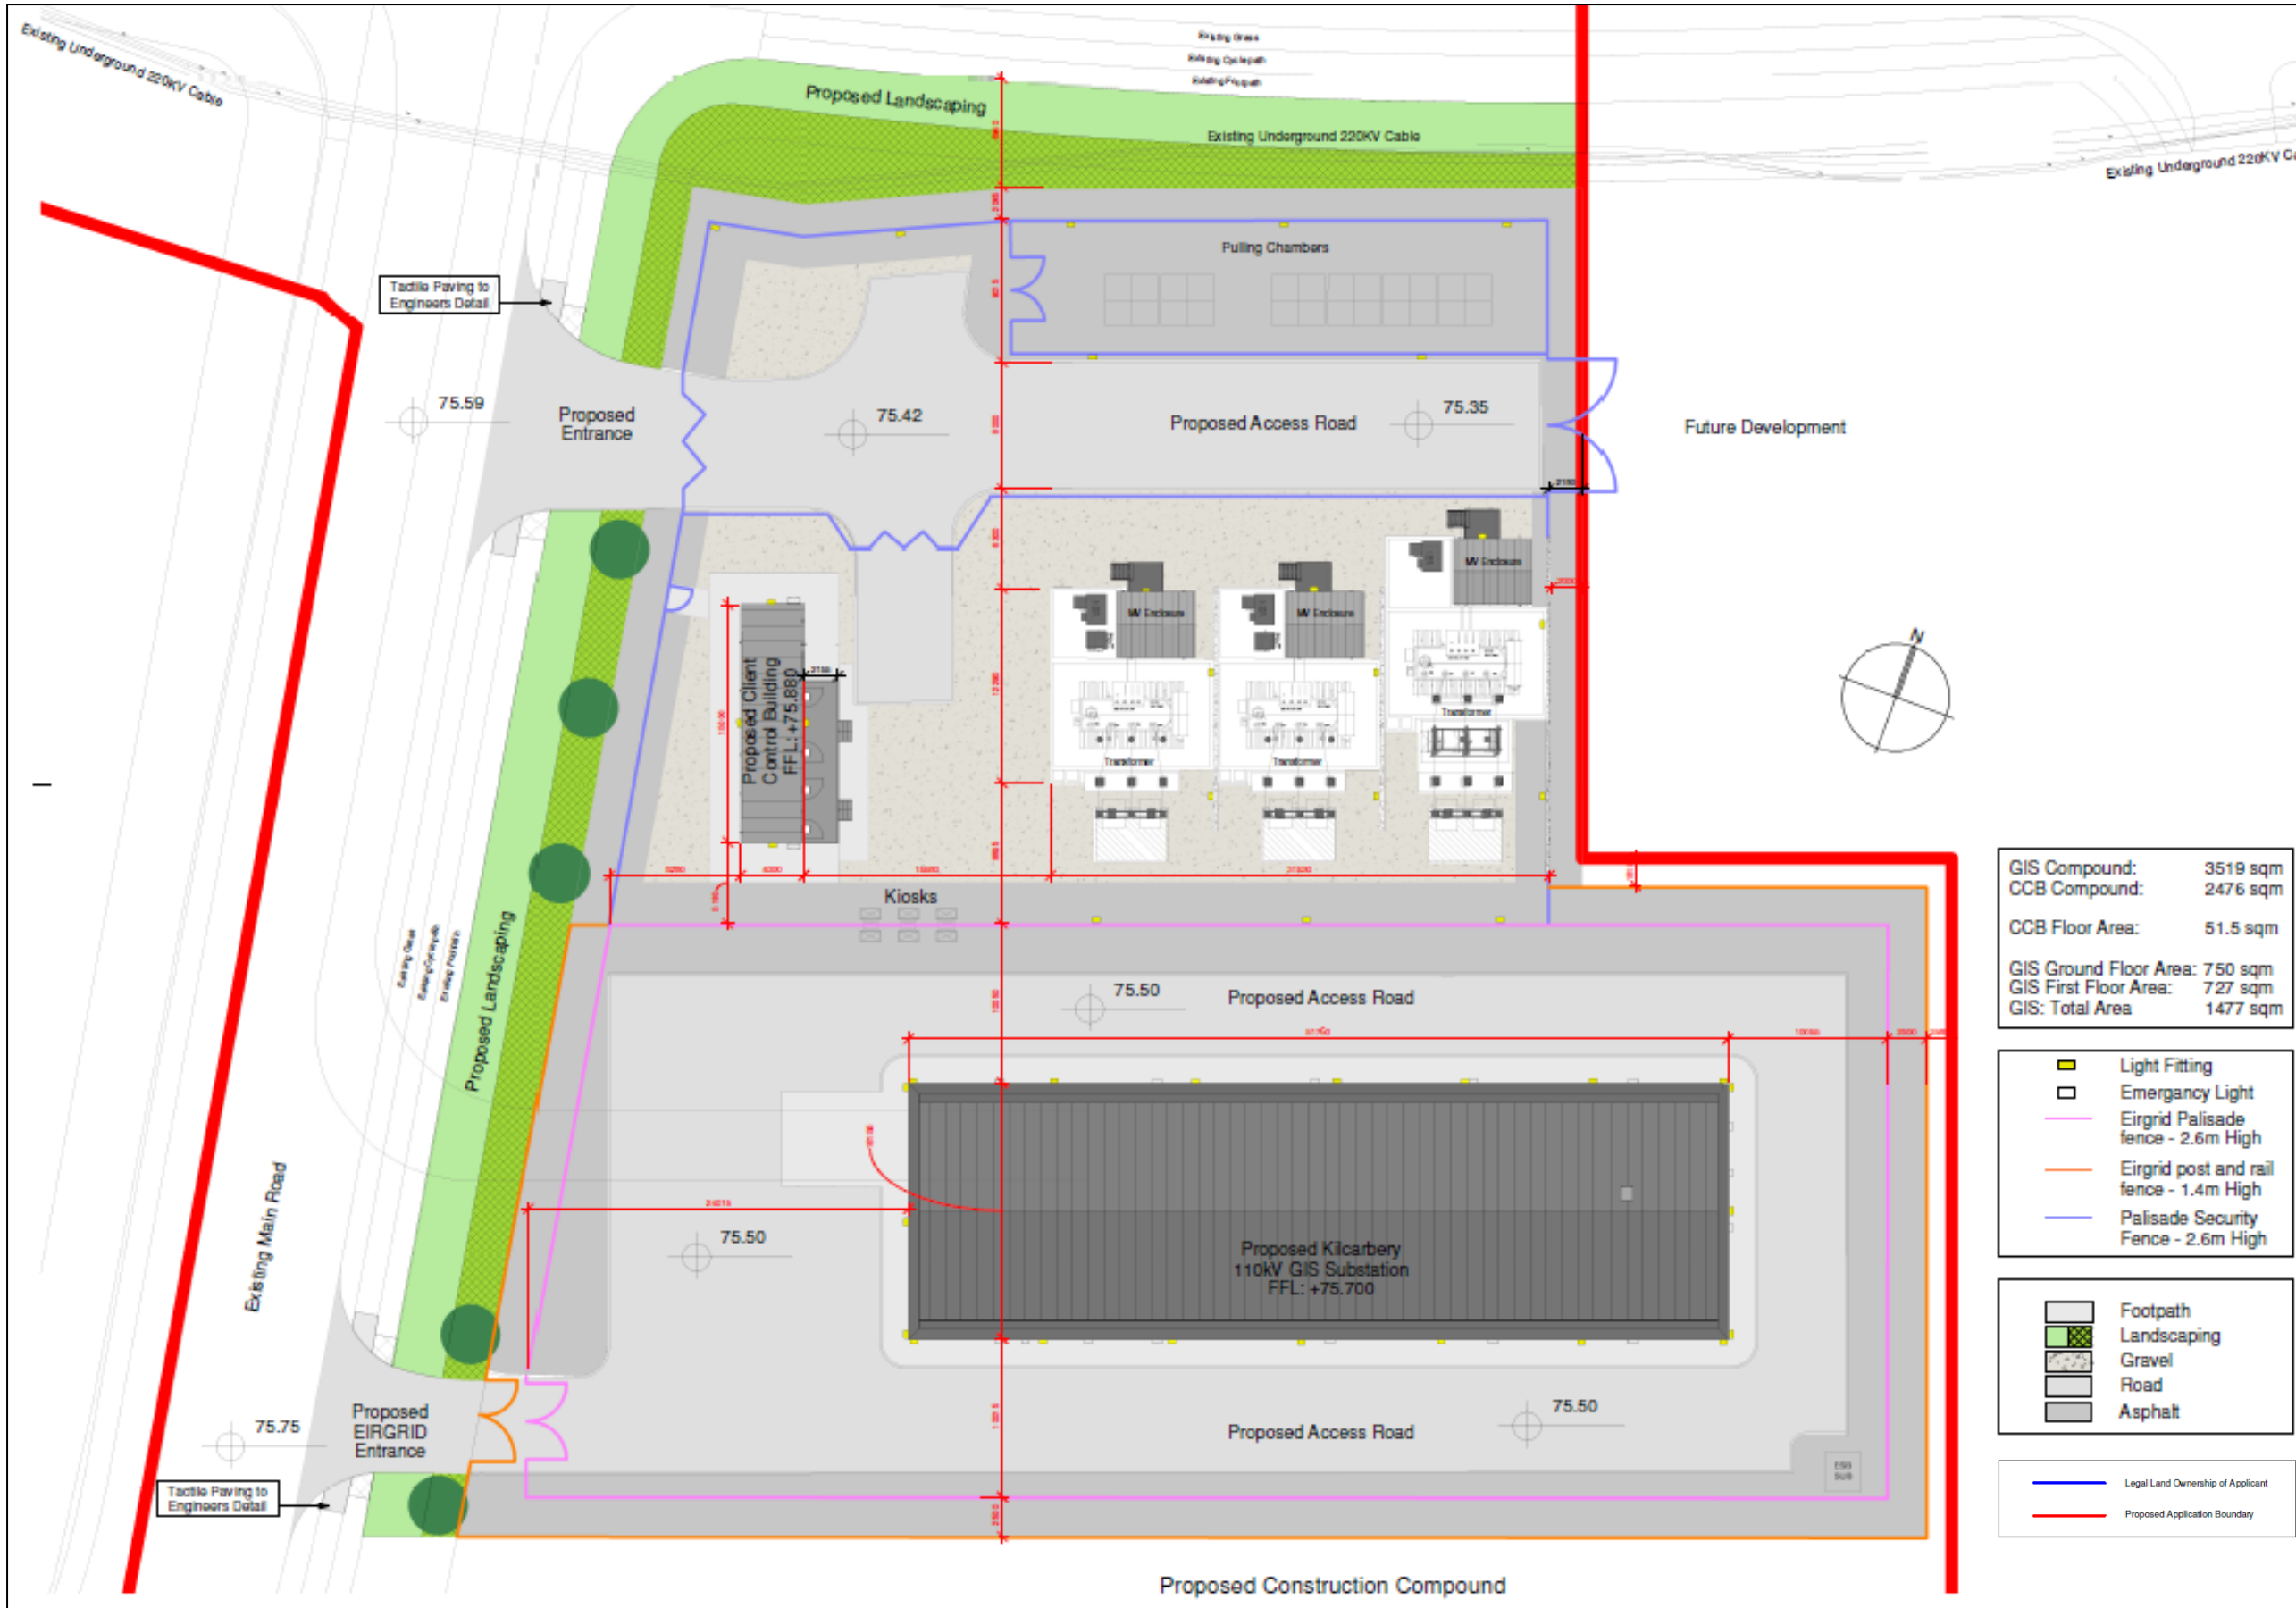 Existing Underground 220KV Cable
Existing Grass
Existing Cyclepath
Existing Footpath
Proposed Landscaping
Existing Underground 220KV Cable
Existing Underground 220KV
Tactile Paving to
Engineers Detail
Pulling Chambers
75.59
Proposed
Entrance
75.42
Proposed Access Road
75.35
Future Development
2150
MV Enclosure
MV Enclosure
MV Enclosure
Transformer
Transformer
Transformer
N
Proposed Client
Control Building
FFL: +75.880
Kiosks
GIS Compound: 3519 sqm
CCB Compound: 2476 sqm
CCB Floor Area: 51.5 sqm
GIS Ground Floor Area: 750 sqm
GIS First Floor Area: 727 sqm
GIS: Total Area 1477 sqm
Proposed Landscaping
75.50
Proposed Access Road
Light Fitting
Emergancy Light
Eirgrid Palisade
fence - 2.6m High
Eirgrid post and rail
fence - 1.4m High
Palisade Security
Fence - 2.6m High
Existing Main Road
24015
75.50
Proposed Kilcarbery
110kV GIS Substation
FFL: +75.700
Footpath
Landscaping
Gravel
Road
Asphalt
75.75
Proposed
EIRGRID
Entrance
75.50
Proposed Access Road
Tactile Paving to
Engineers Detail
Legal Land Ownership of Applicant
Proposed Application Boundary
Proposed Construction Compound